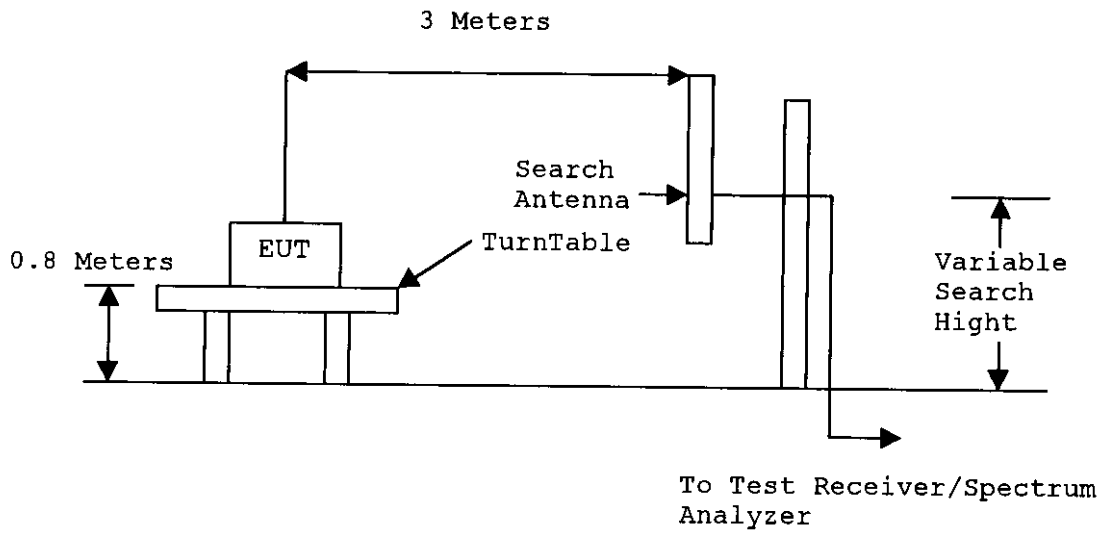 3 Meters
Search
Antenna
EUT
TurnTable
0.8 Meters
Variable
Search
Hight
To Test Receiver/Spectrum
Analyzer